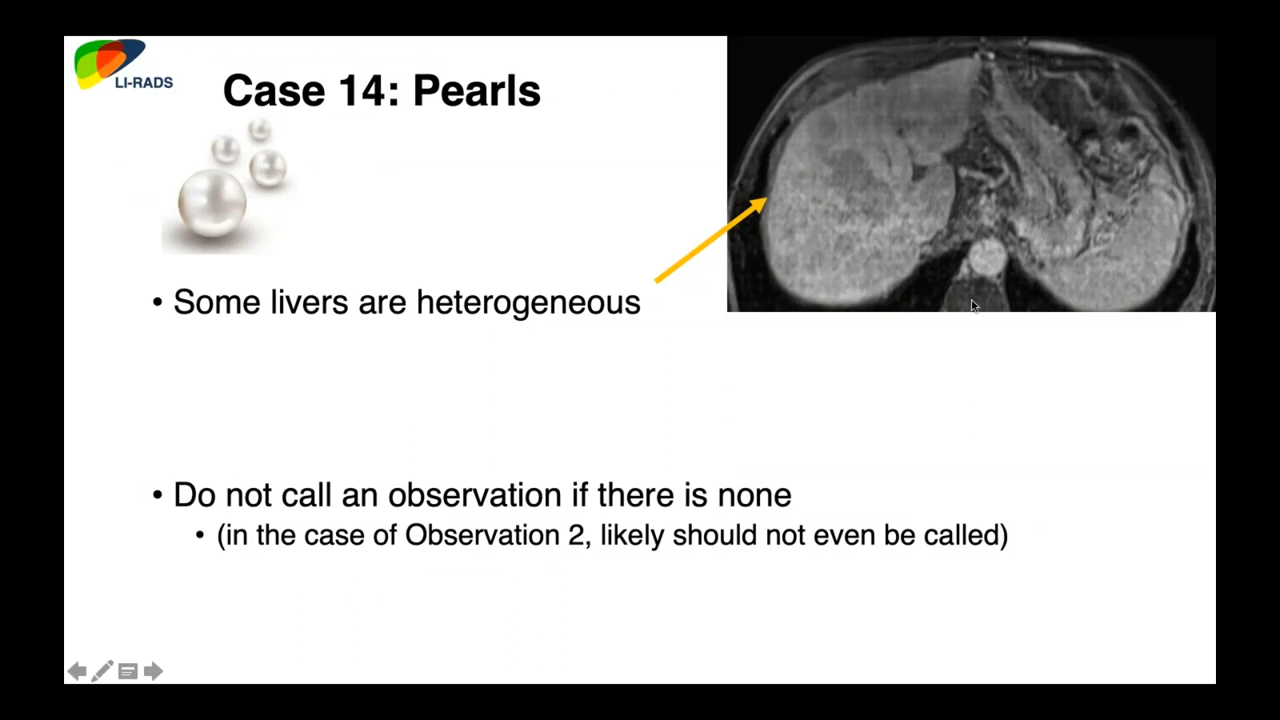 LI-RADS
Case 14: Pearls
• Some livers are heterogeneous
• Do not call an observation if there is none
• (in the case of Observation 2, likely should not even be called)